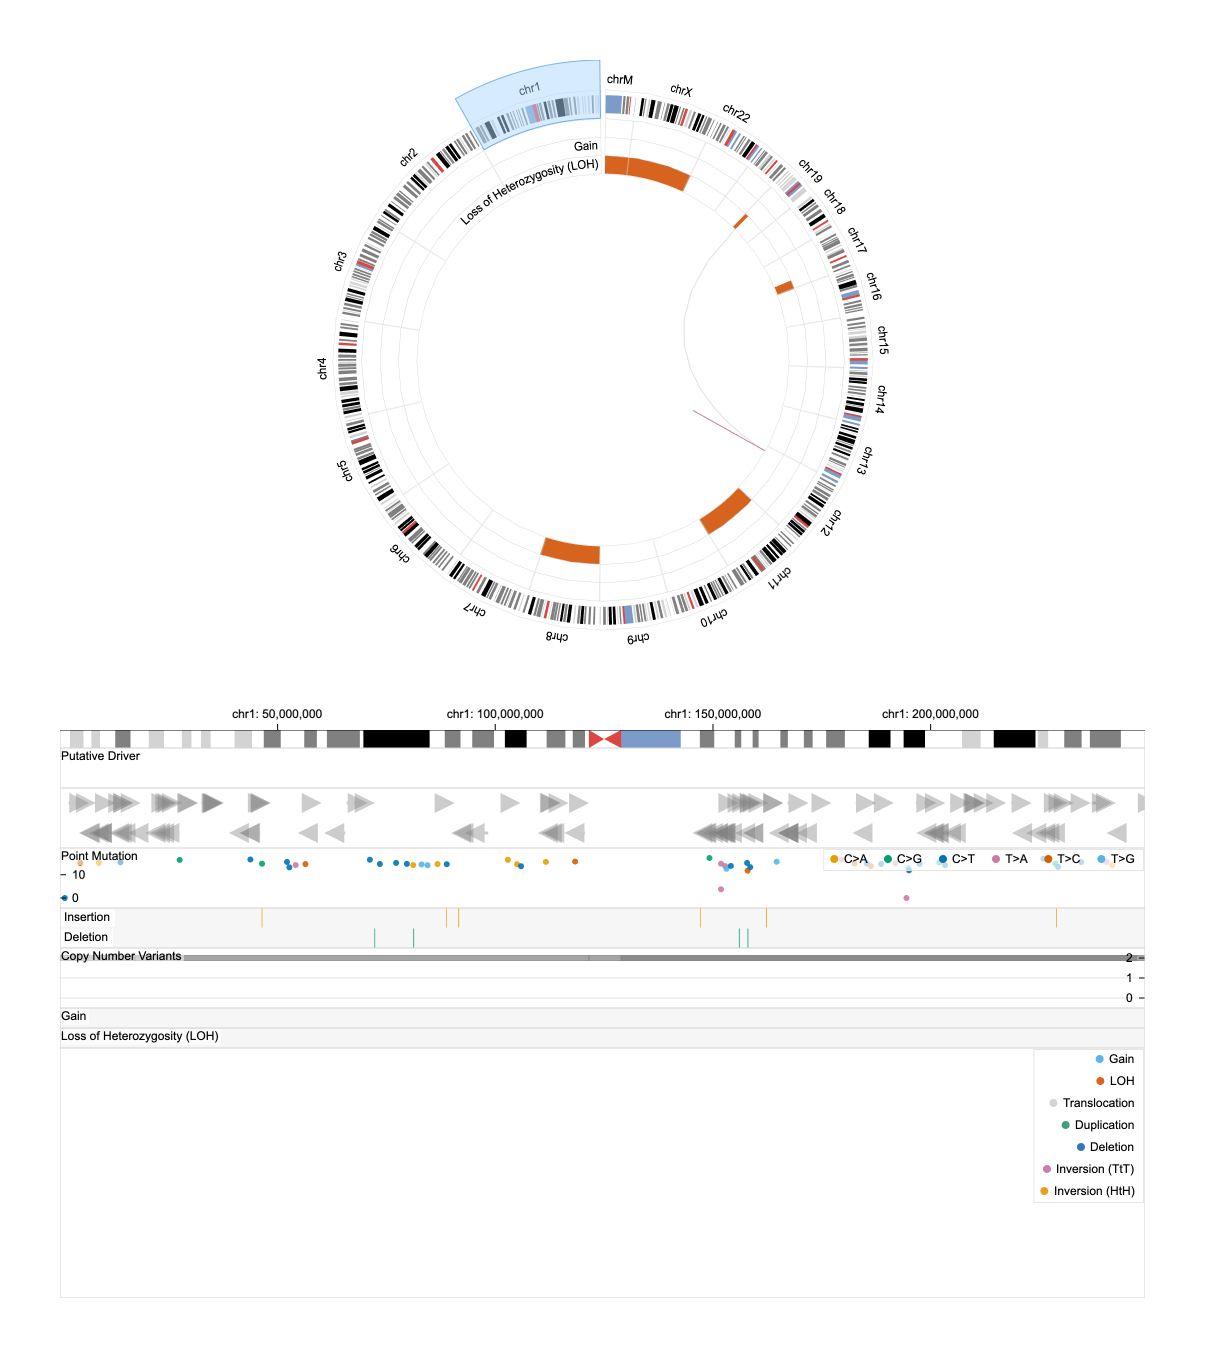 chrM
chrX
chr22
chr19
chr18
chr17
chr16
chr15
chr14
chr13
chr12
chr11
chr10
chr9
chr8
chr7
chr6
chr5
chr4
chr3
chr2
chr1
Gain
Loss of Heterozygosity (LOH)
chr1: 50,000,000 chr1: 100,000,000 chr1: 150,000,000 chr1: 200,000,000
Putative Driver
Point Mutation
C>A C>G C>T T>A T>C T>G
10
0
Insertion
Deletion
Copy Number Variants
2
1
0
Gain
Loss of Heterozygosity (LOH)
Gain
LOH
Translocation
Duplication
Deletion
Inversion (TtT)
Inversion (HtH)